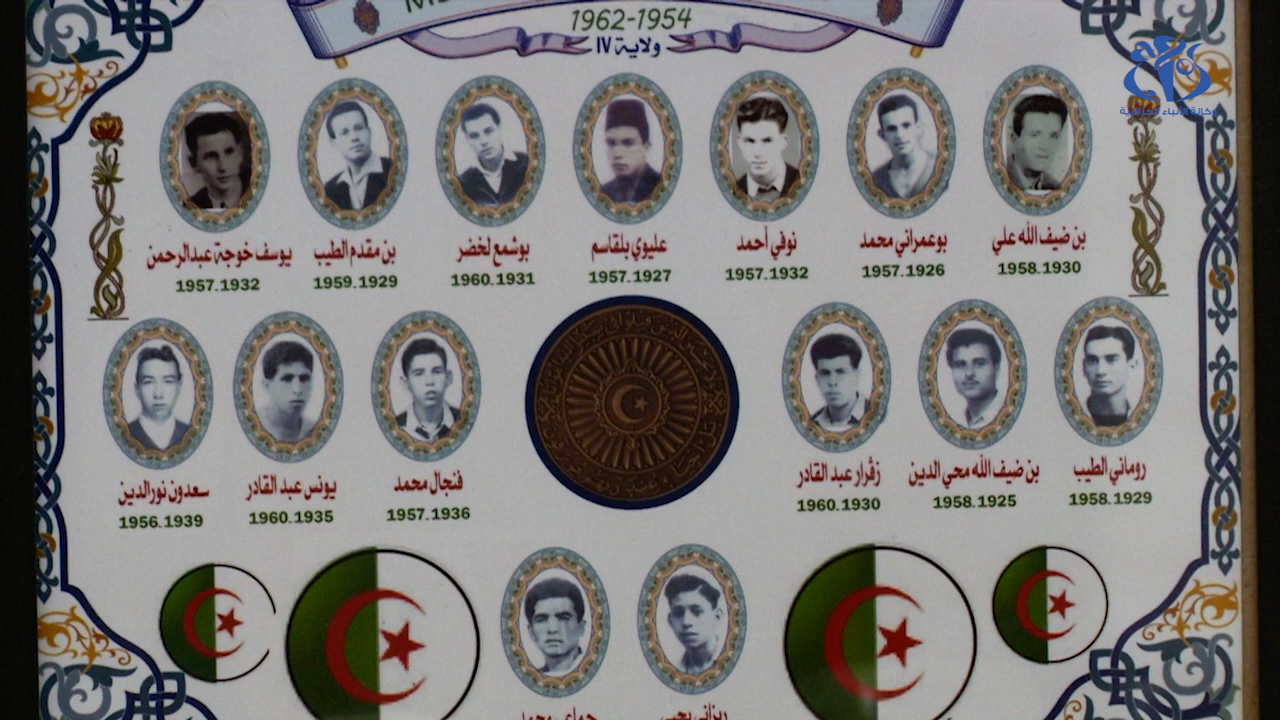 1962-1954
ولاية IV
وكالة الأنباء الجزائرية
بن ضيف الله علي
1958.1930
بوعمراني محمد
1957.1926
نوفي أحمد
1957.1932
عليوي بلقاسم
1957.1927
بوشمع لخضر
1960.1931
بن مقدم الطيب
1959.1929
يوسف خوجة عبد الرحمن
1957.1932
روماني الطيب
1958.1929
بن ضيف الله محي الدين
1958.1925
زقرار عبد القادر
1960.1930
فنجال محمد
1957.1936
يونس عبد القادر
1960.1935
سعدون نورالدين
1956.1939